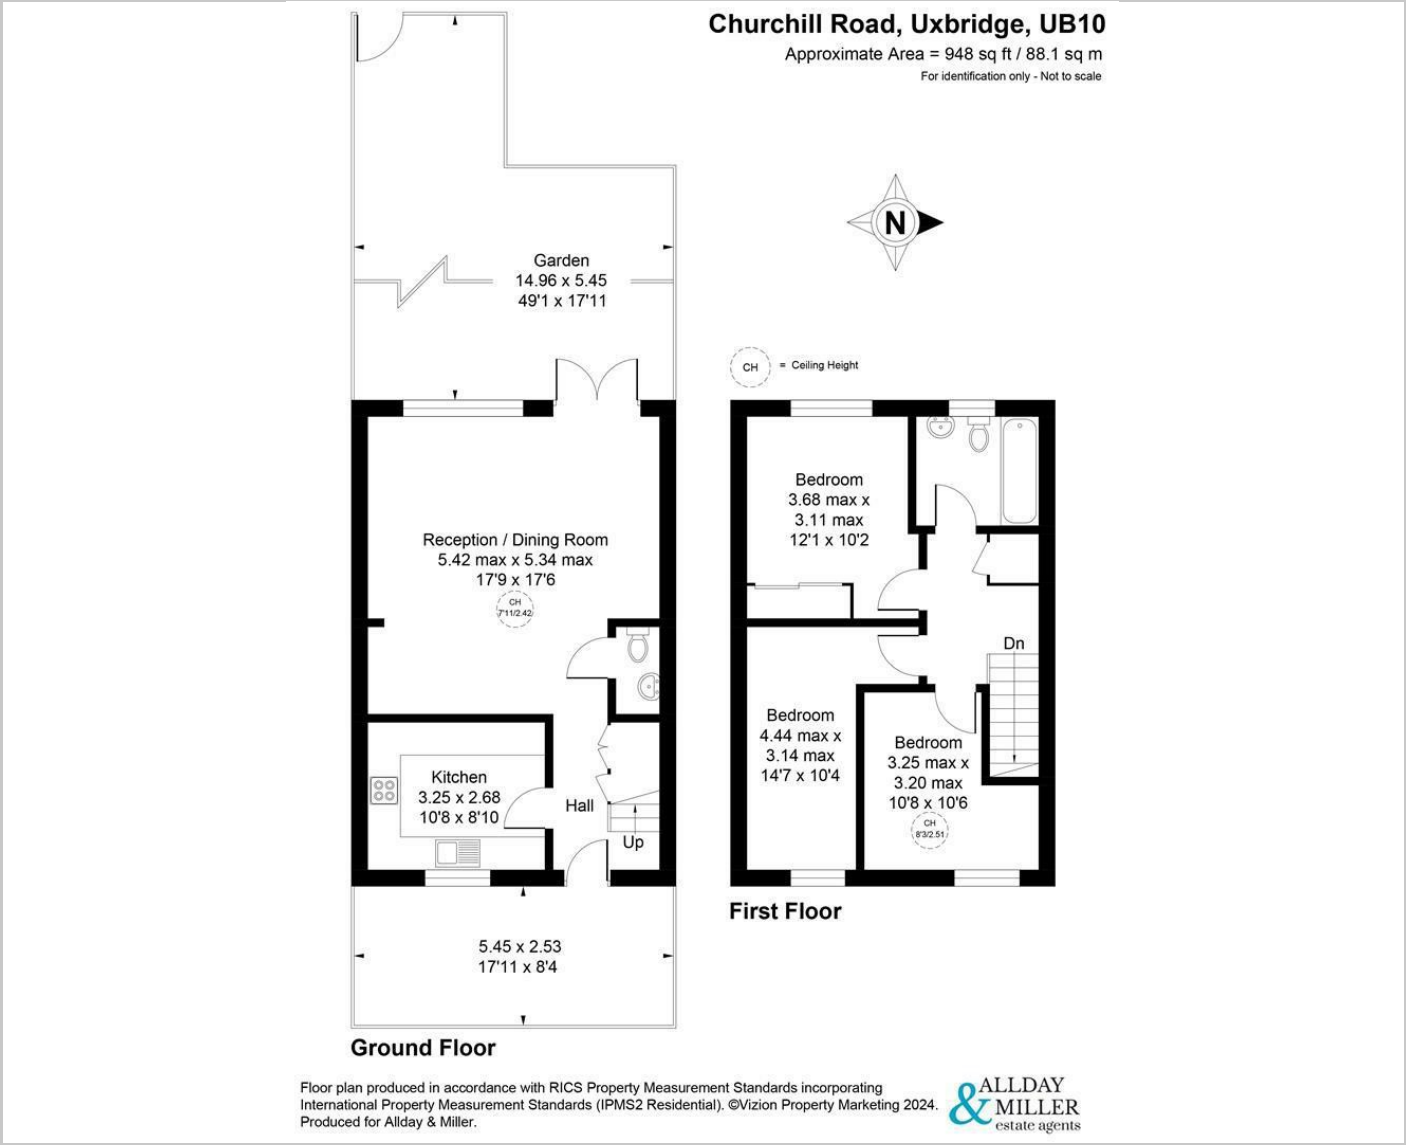 Churchill Road, Uxbridge, UB10
Approximate Area = 948 sq ft / 88.1 sq m
For identification only - Not to scale
N
Garden
14.96 x 5.45
49'1 x 17'11
CH
= Ceiling Height
Reception / Dining Room
5.42 max x 5.34 max
17'9 x 17'6
CH
7'11/2.42
Kitchen
3.25 x 2.68
10'8 x 8'10
Hall
Up
5.45 x 2.53
17'11 x 8'4
Ground Floor
Bedroom
3.68 max x
3.11 max
12'1 x 10'2
Dn
Bedroom
4.44 max x
3.14 max
14'7 x 10'4
Bedroom
3.25 max x
3.20 max
10'8 x 10'6
CH
8'3/2.51
First Floor
Floor plan produced in accordance with RICS Property Measurement Standards incorporating
International Property Measurement Standards (IPMS2 Residential). ©Vizion Property Marketing 2024.
Produced for Allday & Miller.
ALLDAY
& MILLER
estate agents